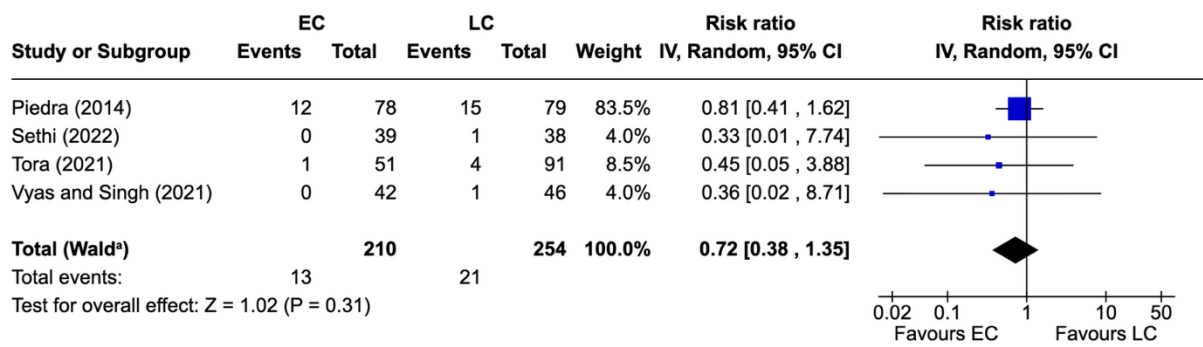 EC LC Risk ratio Risk ratio
Study or Subgroup Events Total Events Total Weight IV, Random, 95% CI IV, Random, 95% CI
Piedra (2014) 12 78 15 79 83.5% 0.81 [0.41 , 1.62]
Sethi (2022) 0 39 1 38 4.0% 0.33 [0.01 , 7.74]
Tora (2021) 1 51 4 91 8.5% 0.45 [0.05 , 3.88]
Vyas and Singh (2021) 0 42 1 46 4.0% 0.36 [0.02 , 8.71]
Total (Waldᵃ) 210 254 100.0% 0.72 [0.38 , 1.35]
Total events: 13 21
Test for overall effect: Z = 1.02 (P = 0.31)
0.02 0.1 1 10 50
Favours EC Favours LC